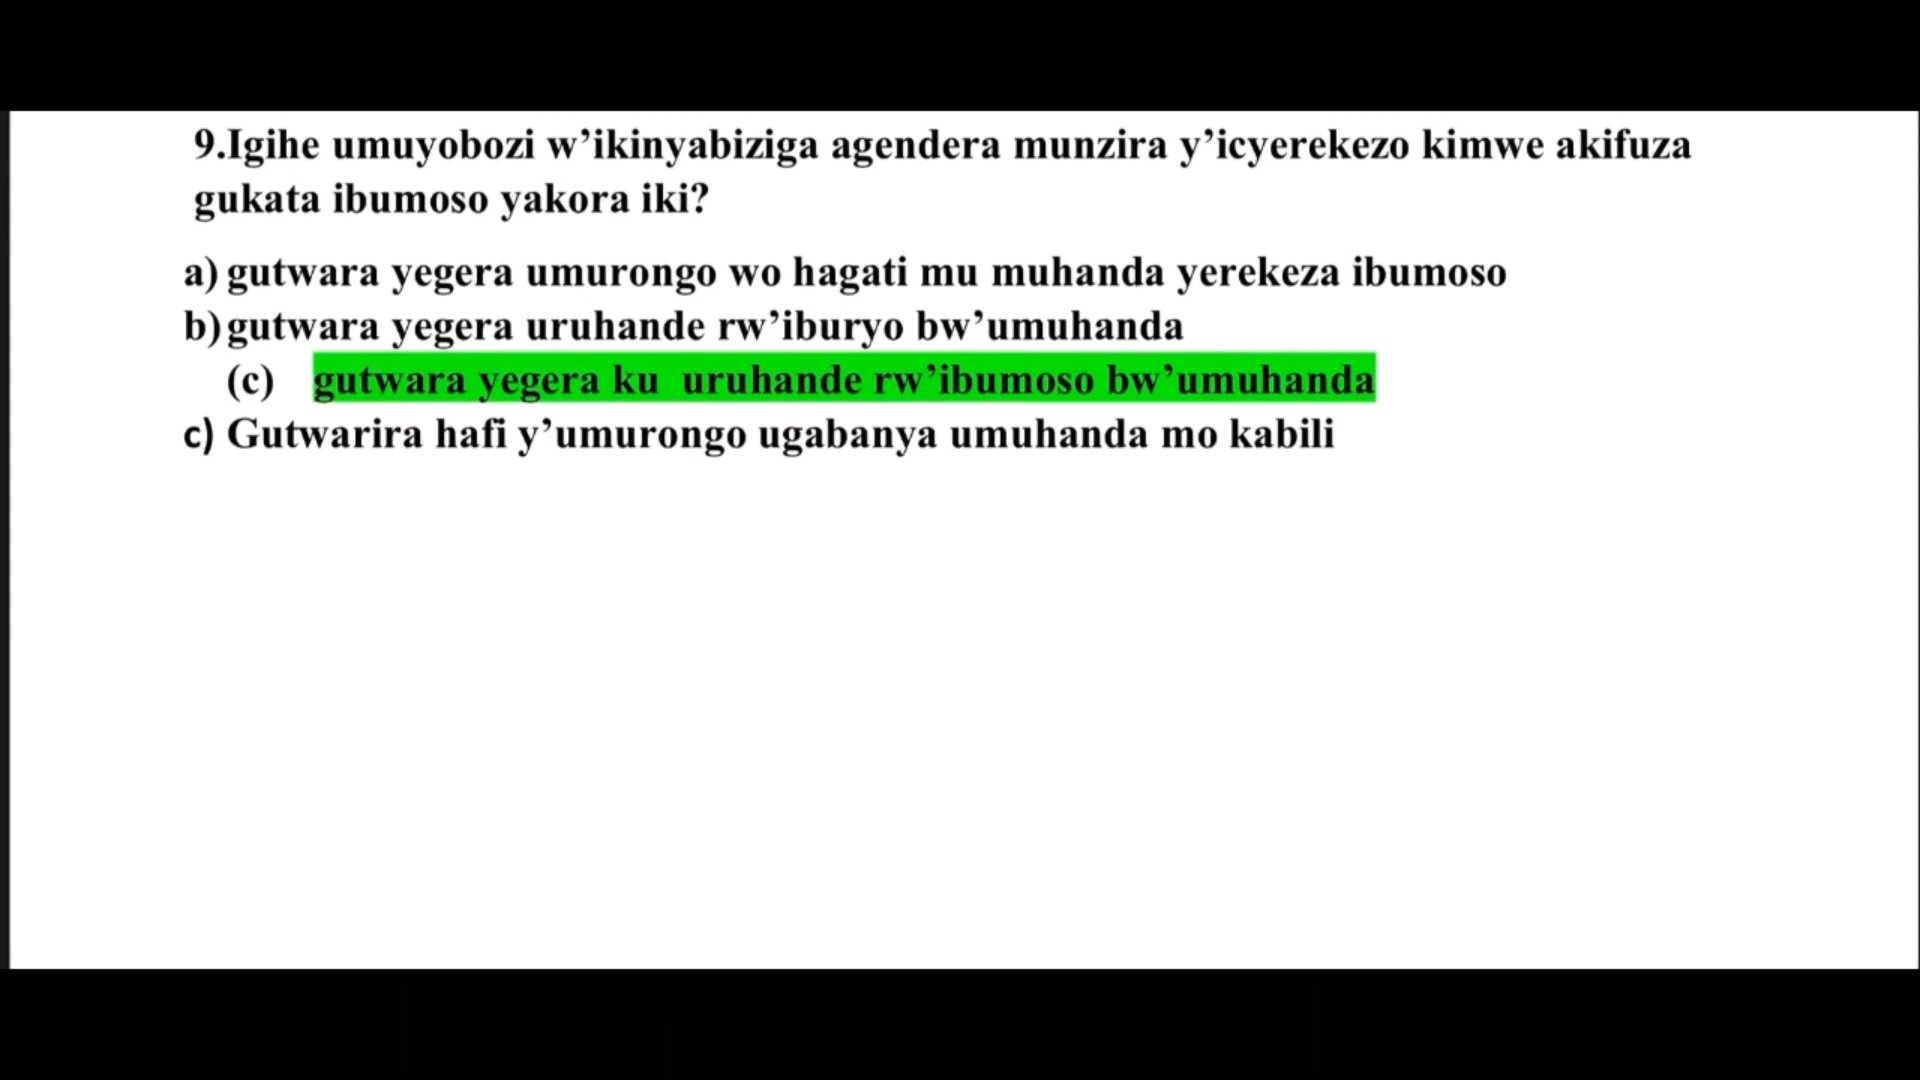 9.Igihe umuyobozi w’ikinyabiziga agendera munzira y’icyerekezo kimwe akifuza
gukata ibumoso yakora iki?
a) gutwara yegera umurongo wo hagati mu muhanda yerekeza ibumoso
b) gutwara yegera uruhande rw’iburyo bw’umuhanda
(c) gutwara yegera ku uruhande rw’ibumoso bw’umuhanda
c) Gutwarira hafi y’umurongo ugabanya umuhanda mo kabili